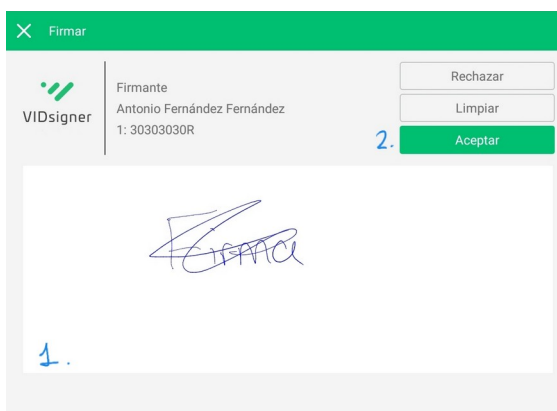 Firmar
VIDsigner
Firmante
Antonio Fernández Fernández
1: 30303030R
Rechazar
Limpiar
2. Aceptar
Firma
1.